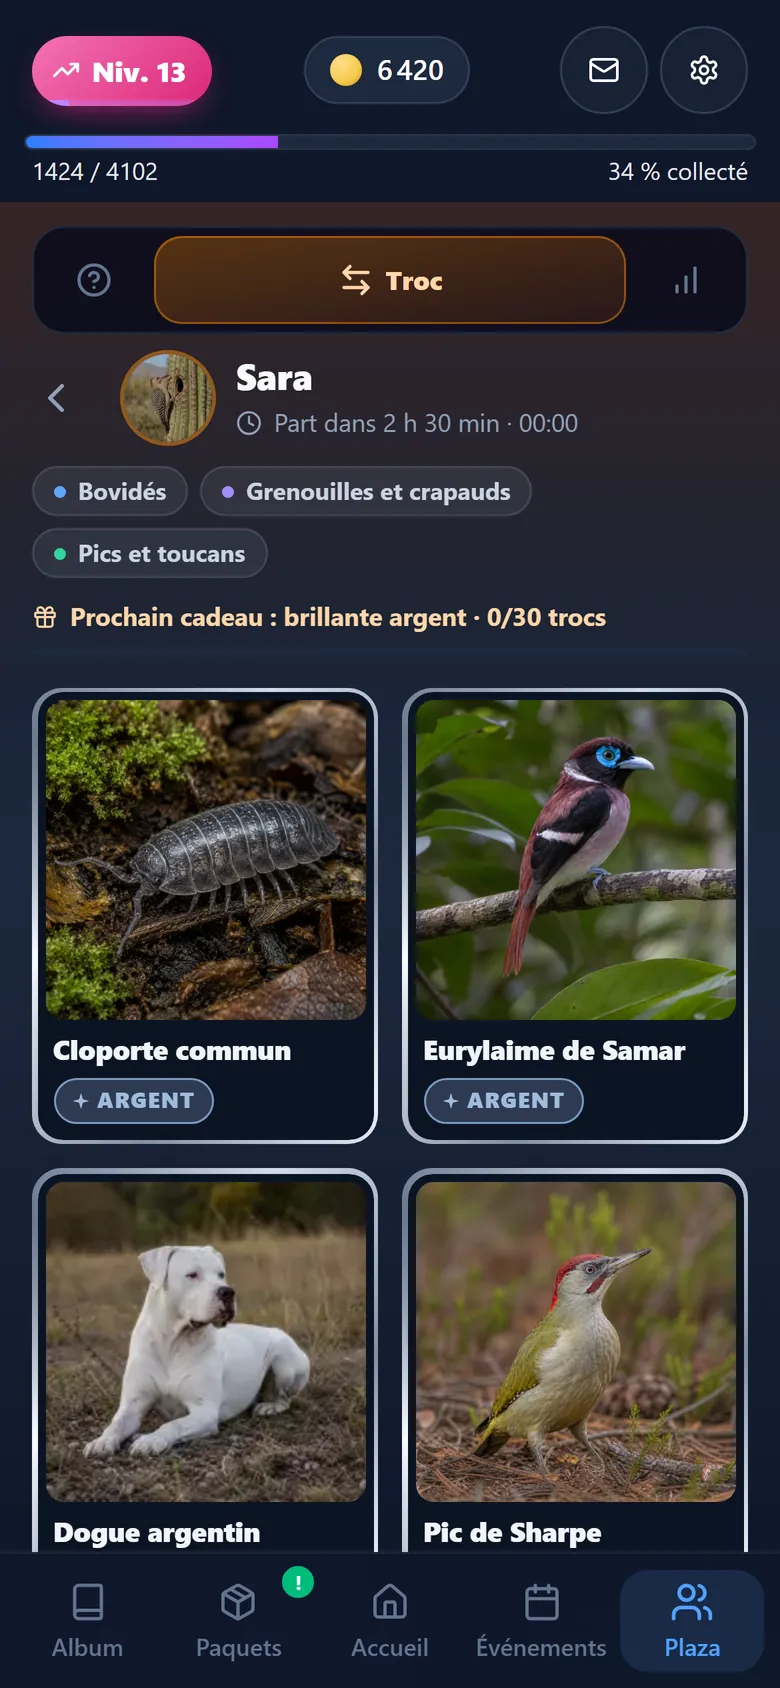 Niv. 13
6 420
1424 / 4102
34 % collecté
Troc
Sara
Part dans 2 h 30 min · 00:00
Bovidés
Grenouilles et crapauds
Pics et toucans
Prochain cadeau : brillante argent · 0/30 trocs
Cloporte commun
ARGENT
Eurylaime de Samar
ARGENT
Dogue argentin
Pic de Sharpe
!
Album
Paquets
Accueil
Événements
Plaza